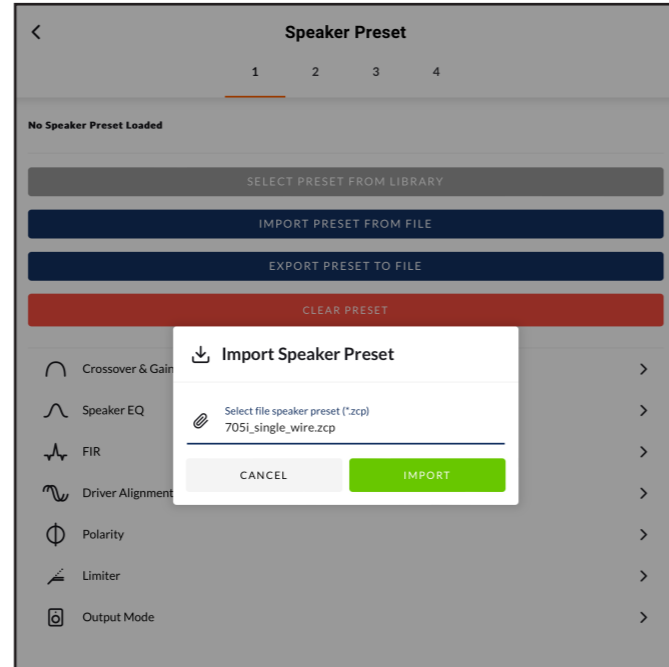 Speaker Preset
1 2 3 4
No Speaker Preset Loaded
SELECT PRESET FROM LIBRARY
IMPORT PRESET FROM FILE
EXPORT PRESET TO FILE
CLEAR PRESET
Import Speaker Preset
Crossover & Gain
Select file speaker preset (*.zcp)
Speaker EQ
705i_single_wire.zcp
FIR
CANCEL IMPORT
Driver Alignment
Polarity
Limiter
Output Mode